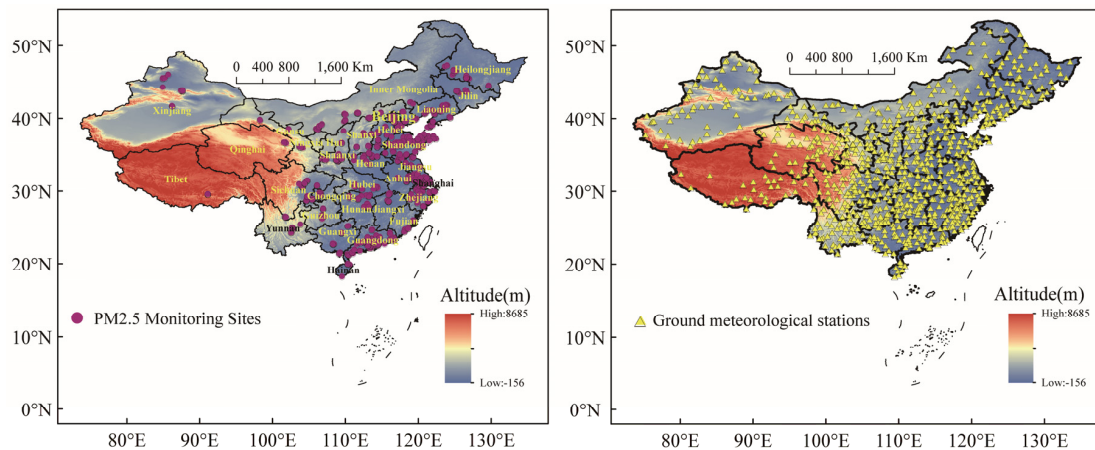 50°N
40°N
30°N
20°N
10°N
0°N
80°E
90°E
100°E
110°E
120°E
130°E
0 400 800 1,600 Km
Heilongjiang
Jilin
Inner Mongolia
Liaoning
Xinjiang
Beijing
Hebei
Shanxi
Shandong
Qinghai
Shaanxi
Henan
Jiangsu
Tibet
Anhui
Shanghai
Hubei
Sichuan
Chongqing
Zhejiang
Hunan
Jiangxi
Guizhou
Fujian
Yunnan
Guangxi
Guangdong
Hainan
PM2.5 Monitoring Sites
Altitude(m)
High:8685
Low:-156
50°N
40°N
30°N
20°N
10°N
0°N
80°E
90°E
100°E
110°E
120°E
130°E
0 400 800 1,600 Km
Ground meteorological stations
Altitude(m)
High:8685
Low:-156